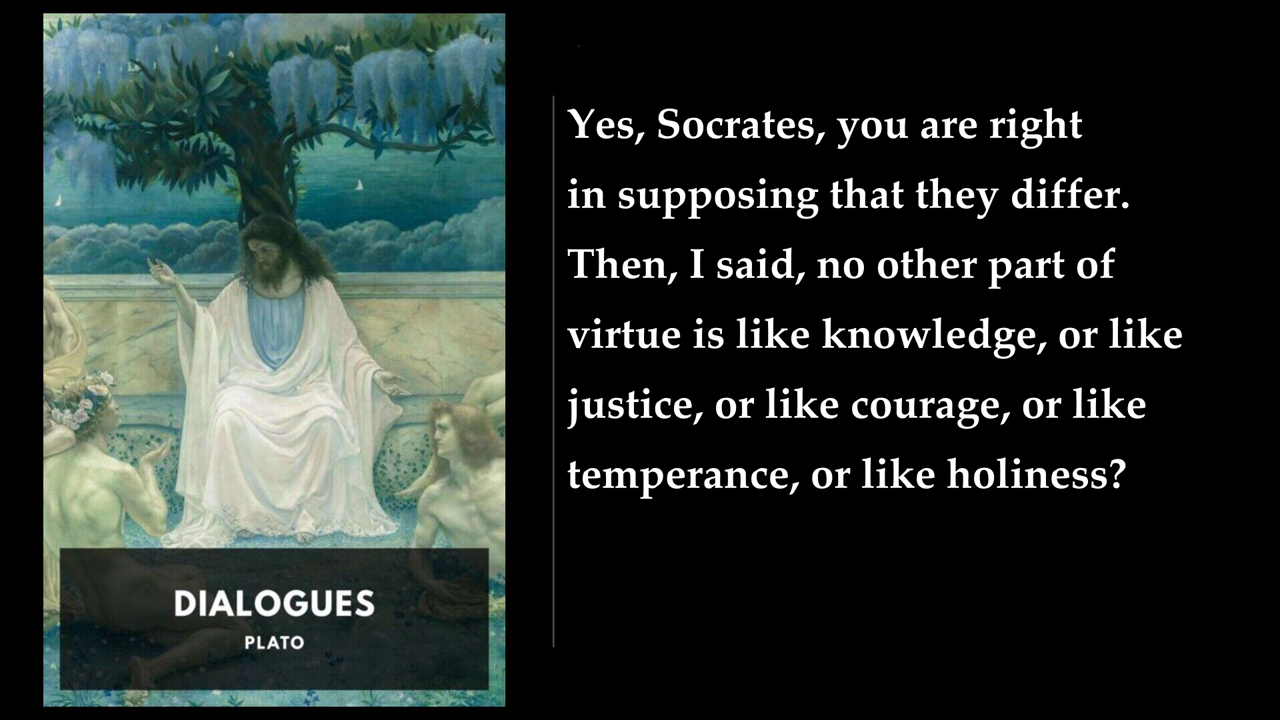 Yes, Socrates, you are right
in supposing that they differ.
Then, I said, no other part of
virtue is like knowledge, or like
justice, or like courage, or like
temperance, or like holiness?
DIALOGUES
PLATO